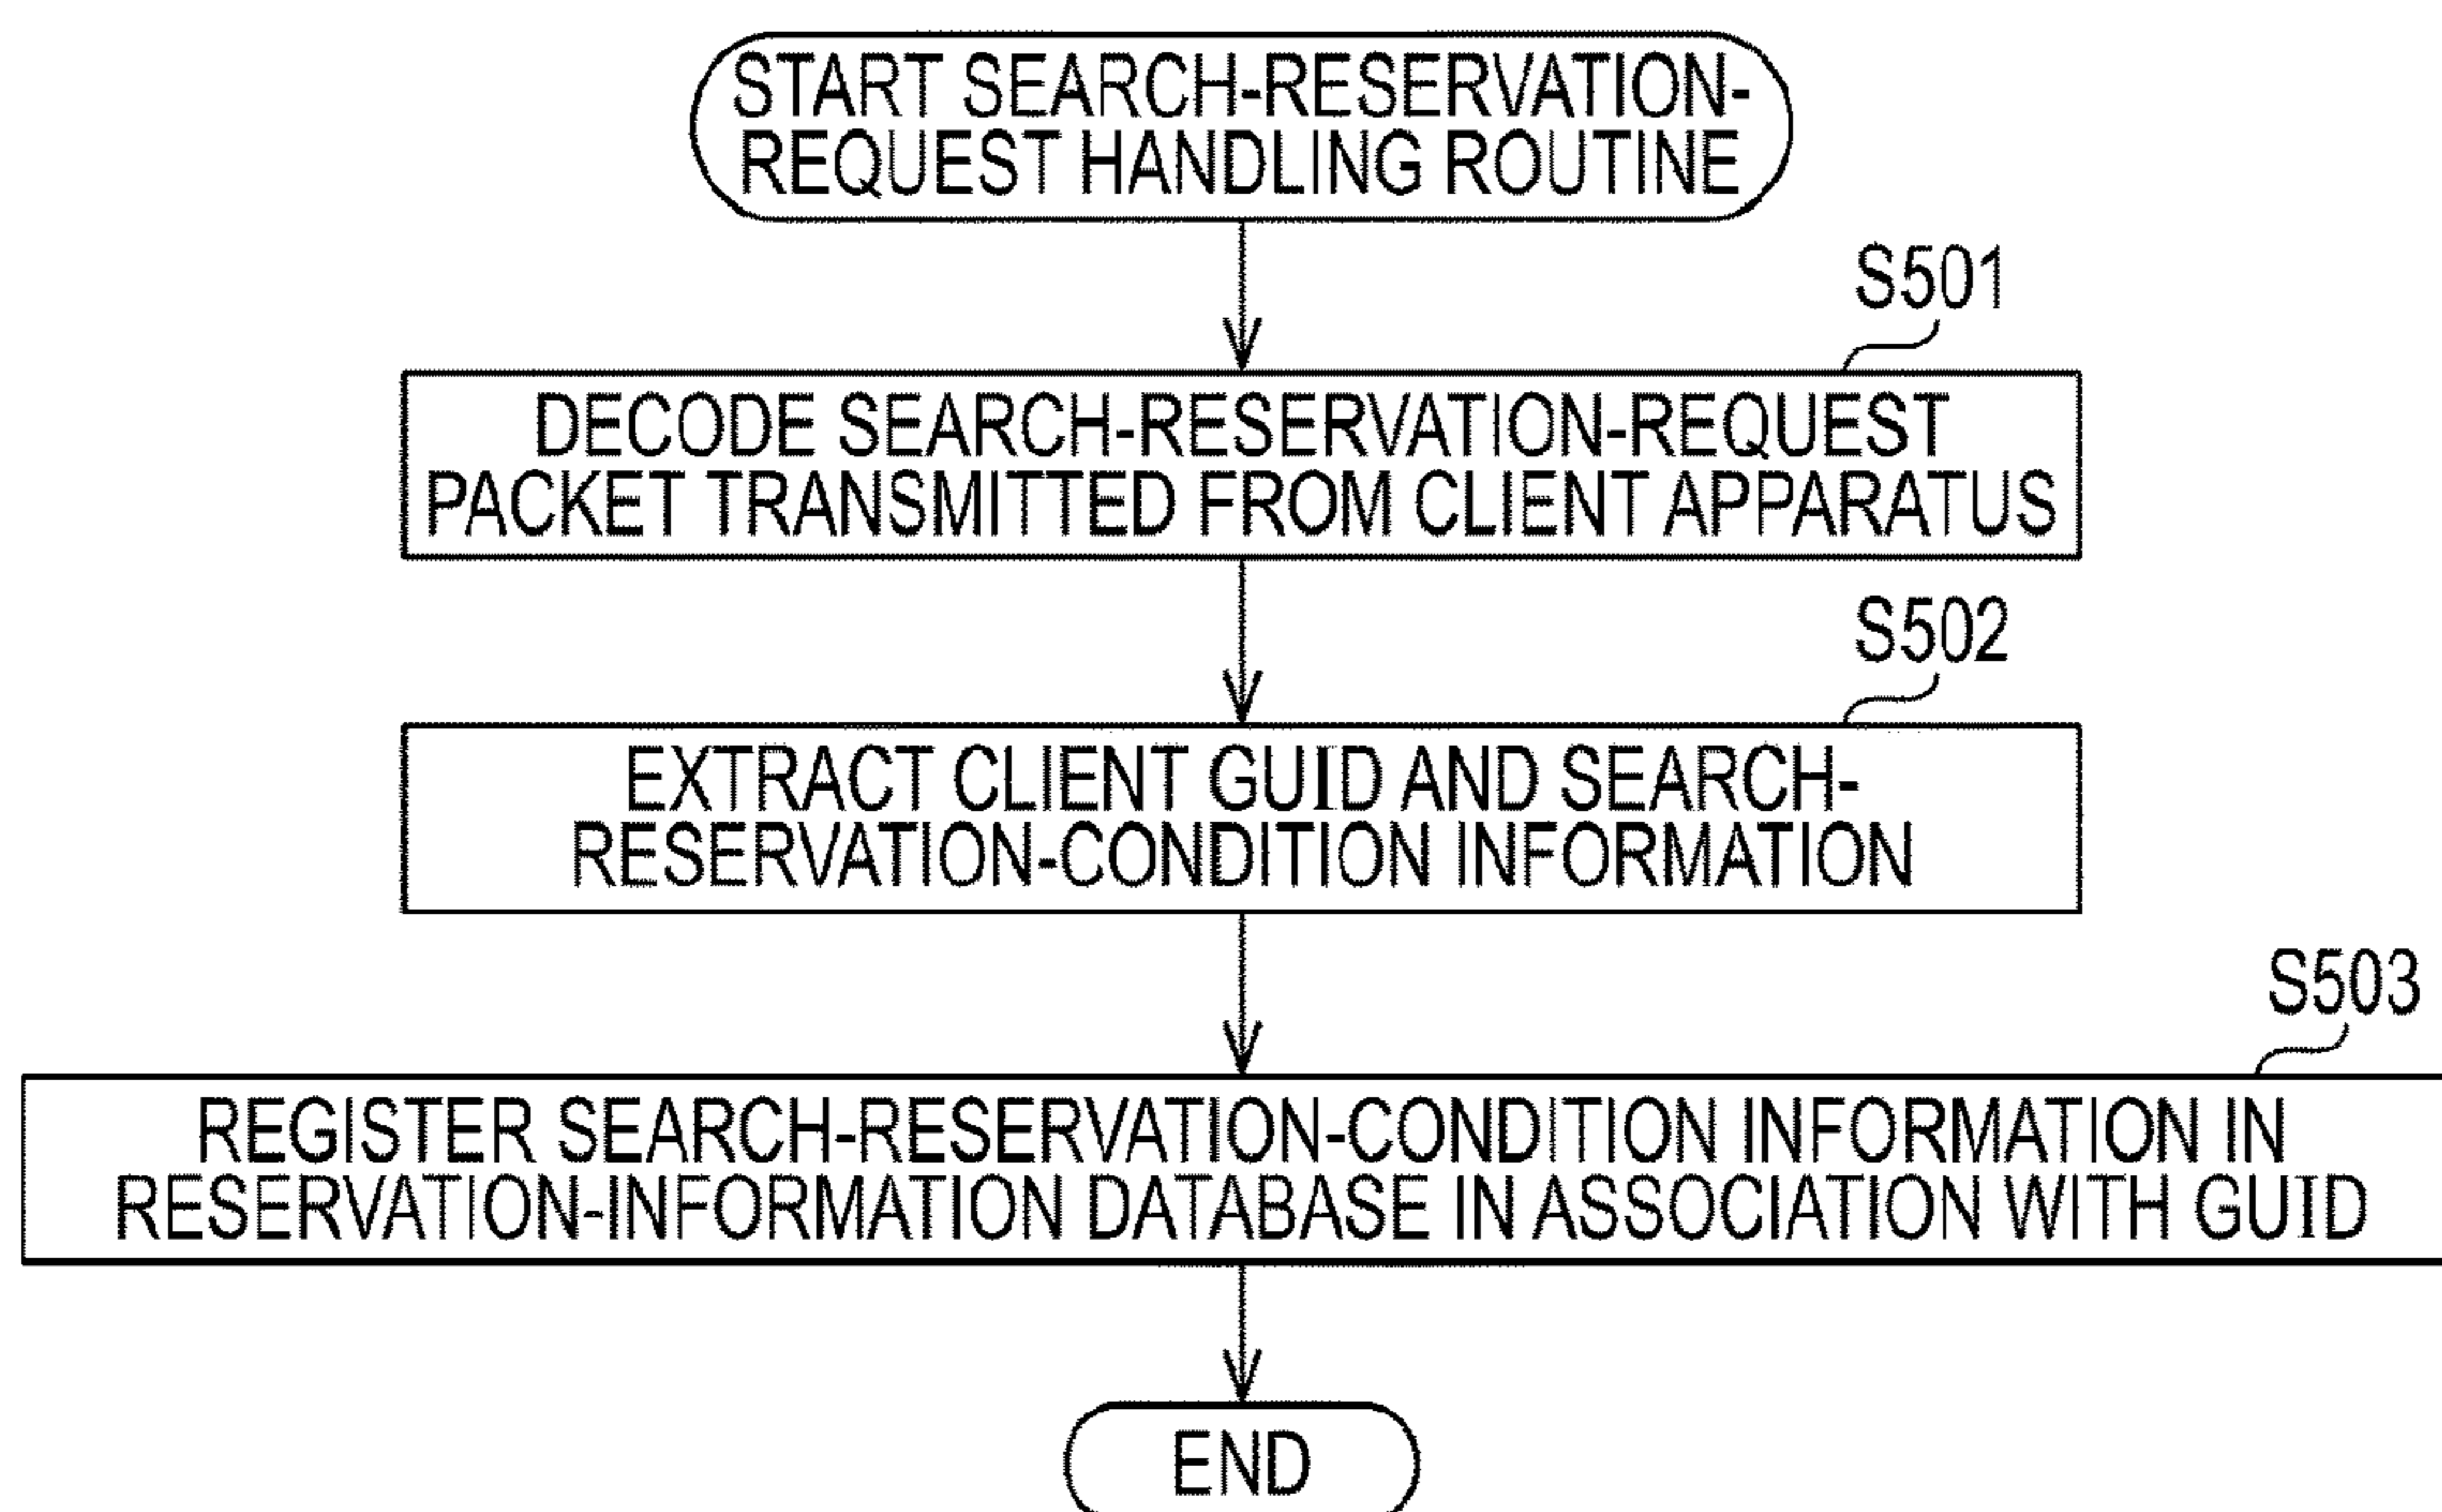 START SEARCH-RESERVATION-
REQUEST HANDLING ROUTINE
S501
DECODE SEARCH-RESERVATION-REQUEST
PACKET TRANSMITTED FROM CLIENT APPARATUS
S502
EXTRACT CLIENT GUID AND SEARCH-
RESERVATION-CONDITION INFORMATION
S503
REGISTER SEARCH-RESERVATION-CONDITION INFORMATION IN
RESERVATION-INFORMATION DATABASE IN ASSOCIATION WITH GUID
END